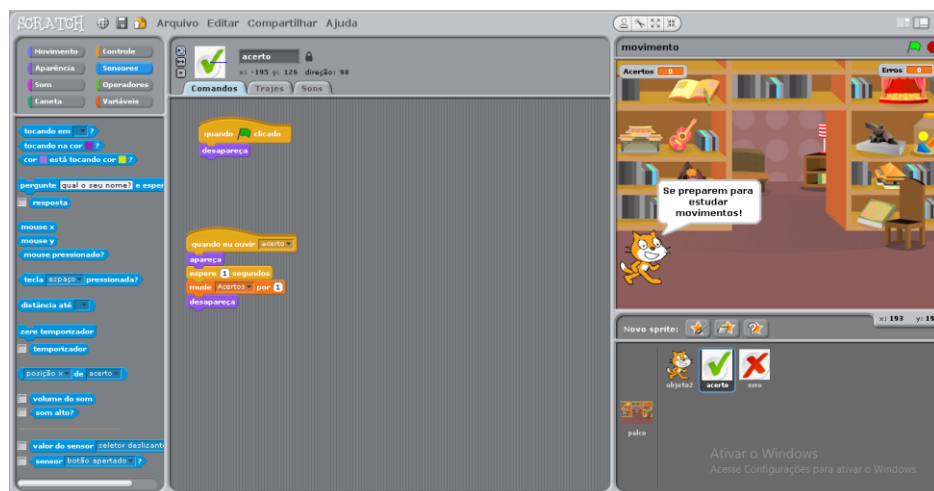 SCRATCH Arquivo Editar Compartilhar Ajuda
Movimento Controle
Aparência Sensores
Som Operadores
Caneta Variáveis
tocando em ?
tocando na cor ?
cor está tocando cor ?
pergunte qual o seu nome? e esper
resposta
mouse x
mouse y
mouse pressionado?
tecla espaço pressionada?
distância até
zere temporizador
temporizador
posição x de acerto
volume do som
som alto?
valor do sensor seletor deslizante
sensor botão apertado ?
acerto
x: -195 y: 126 direção: 98
Comandos Trajes Sons
quando clicado
desapareça
quando eu ouvir acerto
apareça
espere 1 segundos
mude Acertos por 1
desapareça
movimento
Acertos 0
Erros 0
Se preparem para
estudar
movimentos!
x: 193 y: 19
Novo sprite:
objeto2 acerto erro
palco
Ativar o Windows
Acesse Configurações para ativar o Windows.